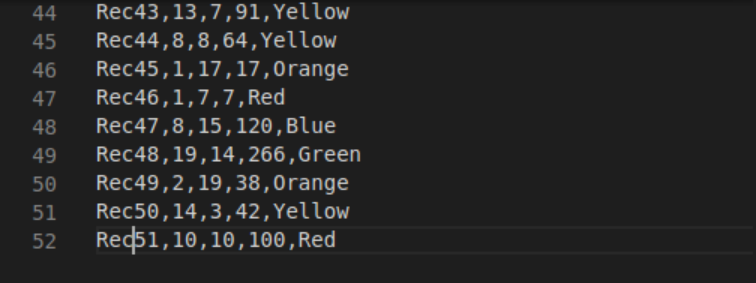 44 Rec43,13,7,91,Yellow
45 Rec44,8,8,64,Yellow
46 Rec45,1,17,17,Orange
47 Rec46,1,7,7,Red
48 Rec47,8,15,120,Blue
49 Rec48,19,14,266,Green
50 Rec49,2,19,38,Orange
51 Rec50,14,3,42,Yellow
52 Rec51,10,10,100,Red